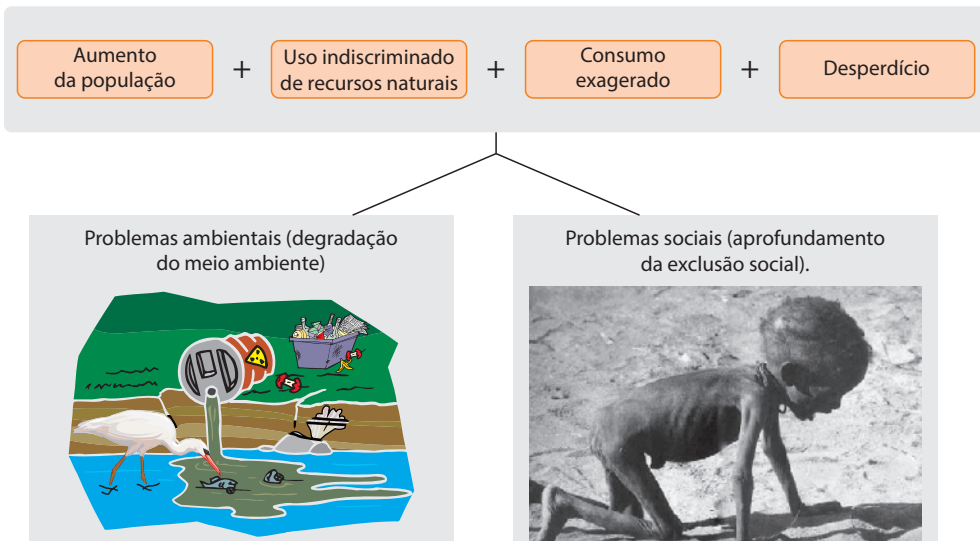 Aumento
da população
+
Uso indiscriminado
de recursos naturais
+
Consumo
exagerado
+
Desperdício
Problemas ambientais (degradação
do meio ambiente)
Problemas sociais (aprofundamento
da exclusão social).